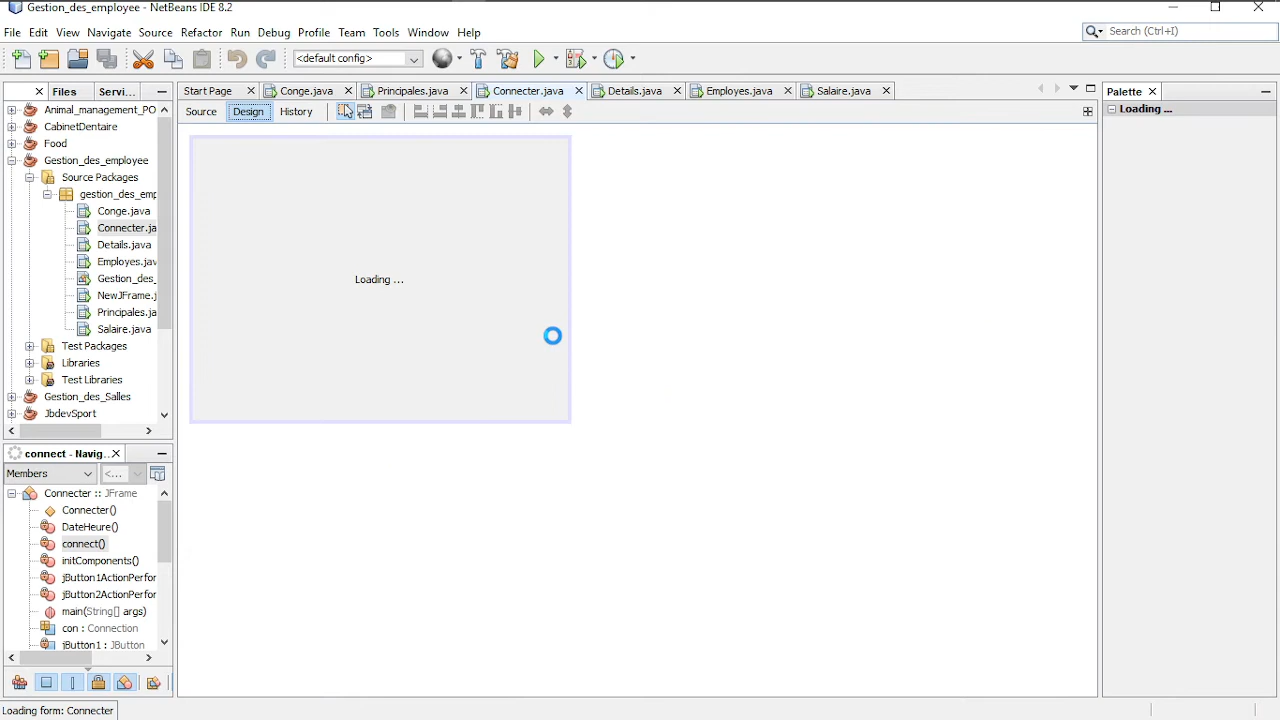 Gestion_des_employee - NetBeans IDE 8.2
File Edit View Navigate Source Refactor Run Debug Profile Team Tools Window Help
Search (Ctrl+I)
<default config>
Files Servi...
Start Page Conge.java Principales.java Connecter.java Details.java Employes.java Salaire.java
Palette
Source Design History
Loading ...
Animal_management_PO
CabinetDentaire
Food
Gestion_des_employee
Source Packages
gestion_des_emp
Conge.java
Connecter.ja
Details.java
Employes.jav
Gestion_des_
NewJFrame.j
Principales.ja
Salaire.java
Test Packages
Libraries
Test Libraries
Gestion_des_Salles
JbdevSport
Loading ...
connect - Navig...
Members <...
Connecter :: JFrame
Connecter()
DateHeure()
connect()
initComponents()
jButton1ActionPerfor
jButton2ActionPerfor
main(String[] args)
con : Connection
jButton1 : JButton
Loading form: Connecter